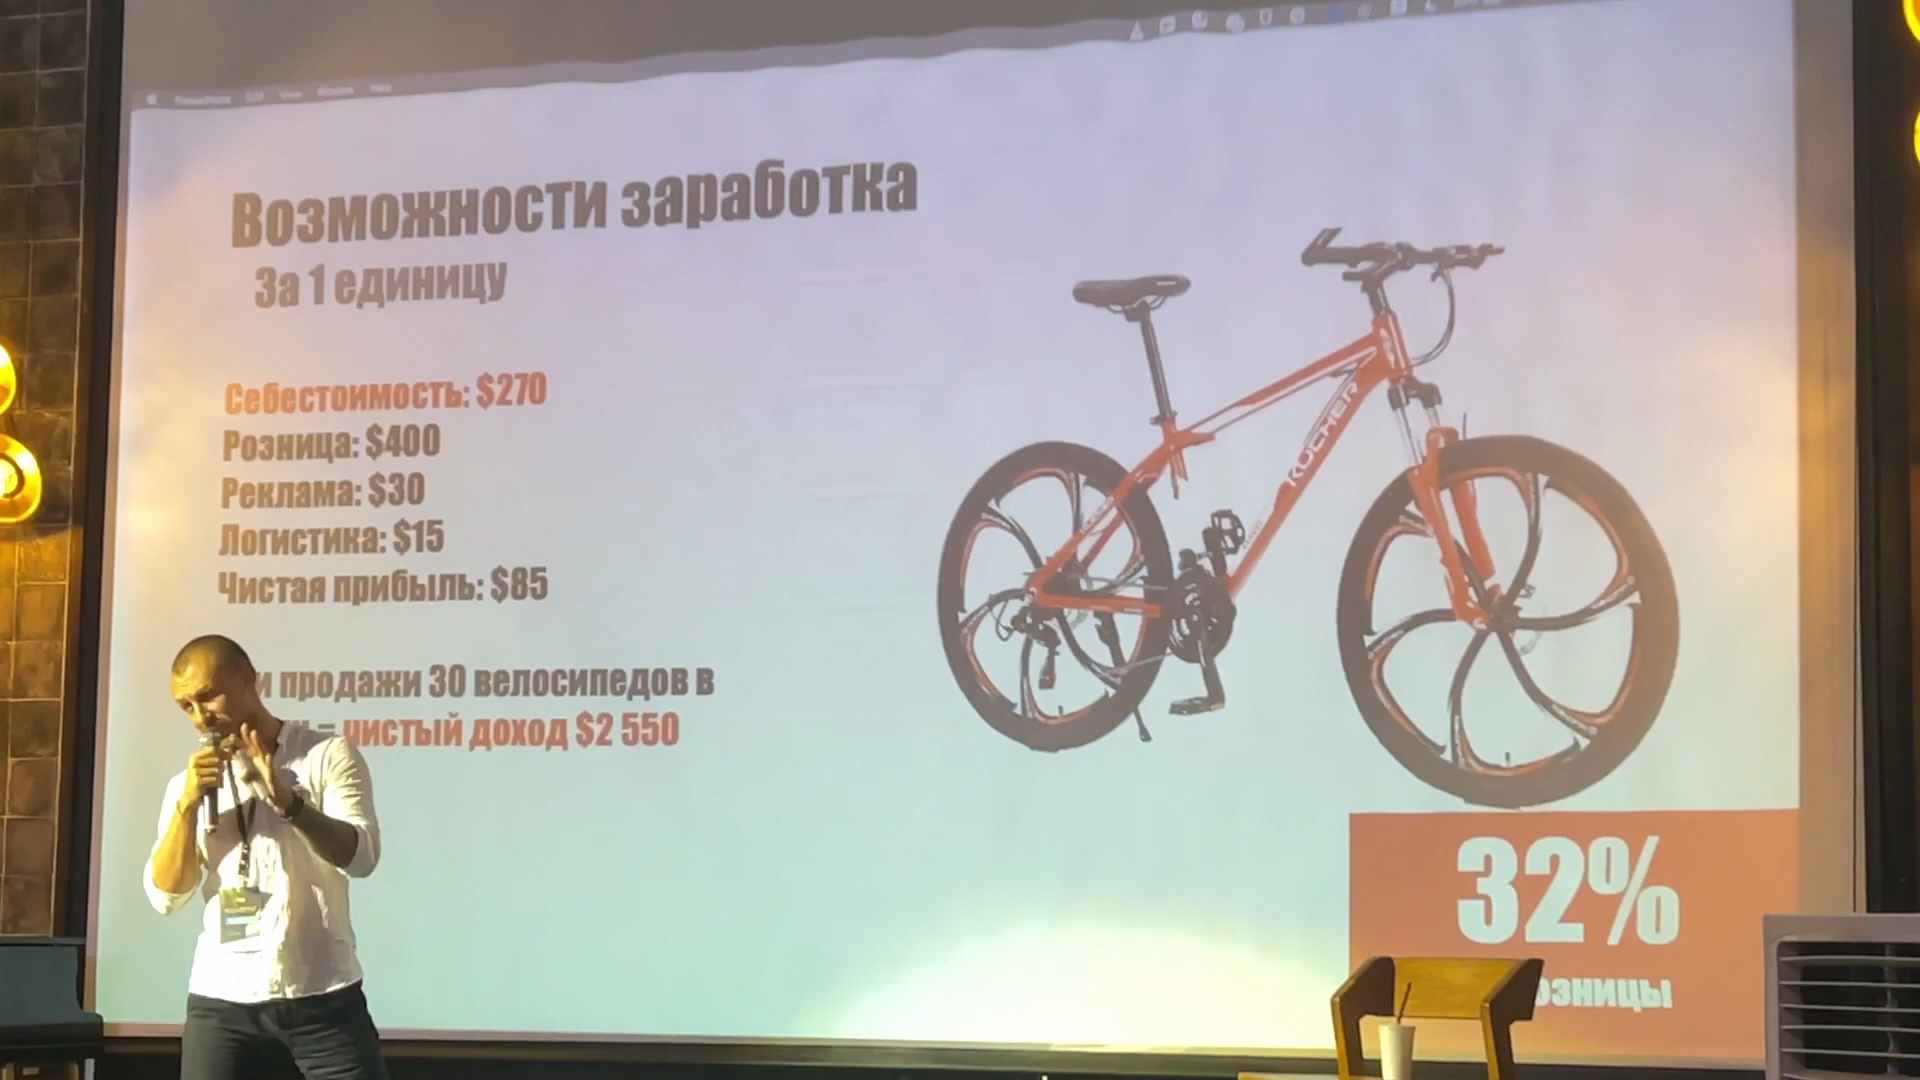 Возможности заработка
За 1 единицу
Себестоимость: $270
Розница: $400
Реклама: $30
Логистика: $15
Чистая прибыль: $85
продажи 30 велосипедов в
= чистый доход $2 550
KUCHER
32%